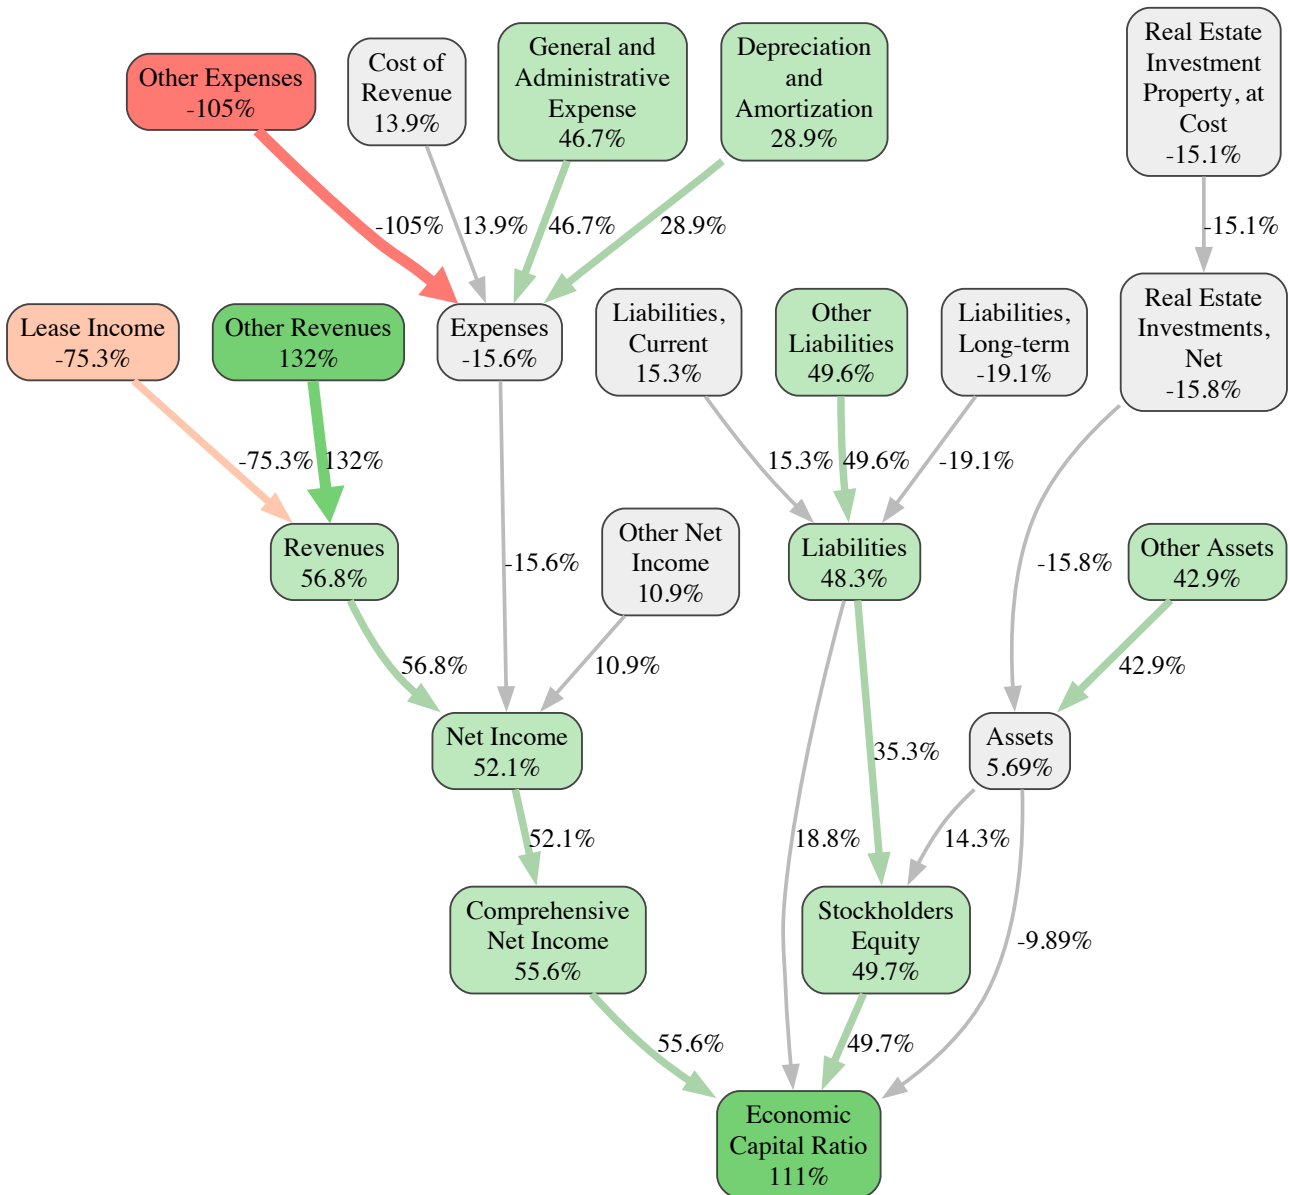 Other Expenses
-105%
Cost of
Revenue
13.9%
General and
Administrative
Expense
46.7%
Depreciation
and
Amortization
28.9%
Real Estate
Investment
Property, at
Cost
-15.1%
-105%
13.9%
46.7%
28.9%
-15.1%
Lease Income
-75.3%
Other Revenues
132%
Expenses
-15.6%
Liabilities,
Current
15.3%
Other
Liabilities
49.6%
Liabilities,
Long-term
-19.1%
Real Estate
Investments,
Net
-15.8%
-75.3%
132%
15.3%
49.6%
-19.1%
Revenues
56.8%
-15.6%
Other Net
Income
10.9%
Liabilities
48.3%
-15.8%
Other Assets
42.9%
56.8%
10.9%
42.9%
Net Income
52.1%
35.3%
Assets
5.69%
52.1%
18.8%
14.3%
Comprehensive
Net Income
55.6%
Stockholders
Equity
49.7%
-9.89%
55.6%
49.7%
Economic
Capital Ratio
111%